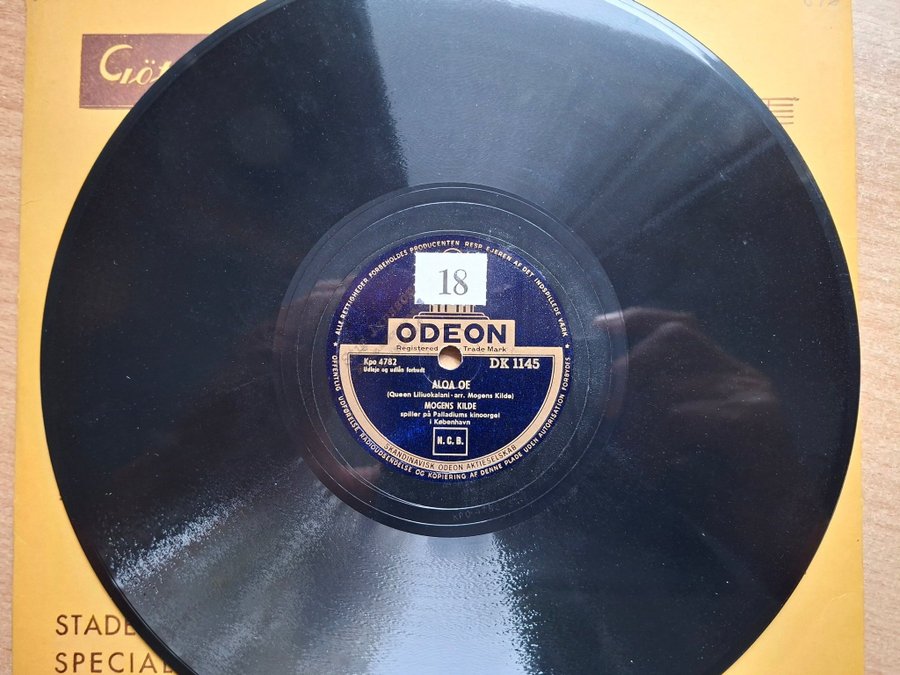 ALLE RETTIGHEDER FORBEHOLDES PRODUCENTEN RESP. EJEREN AF DET INDSPILLEDE VÆRK
18
ODEON
Registered Trade Mark
Kpo 4782
DK 1145
Udleje og udlån forbudt
ALOA OE
(Queen Liliuokalani - arr. Mogens Kilde)
MOGENS KILDE
spiller på Palladiums kinoorgel
i København
N. C. B.
SKANDINAVISK ODEON AKTIESELSKAB
OFFENTLIG UDFØRELSE RADIOUDSENDELSE OG KOPIERING AF DENNE PLADE UDEN AUTORISATION FORBYDES
STADE
SPECIAL